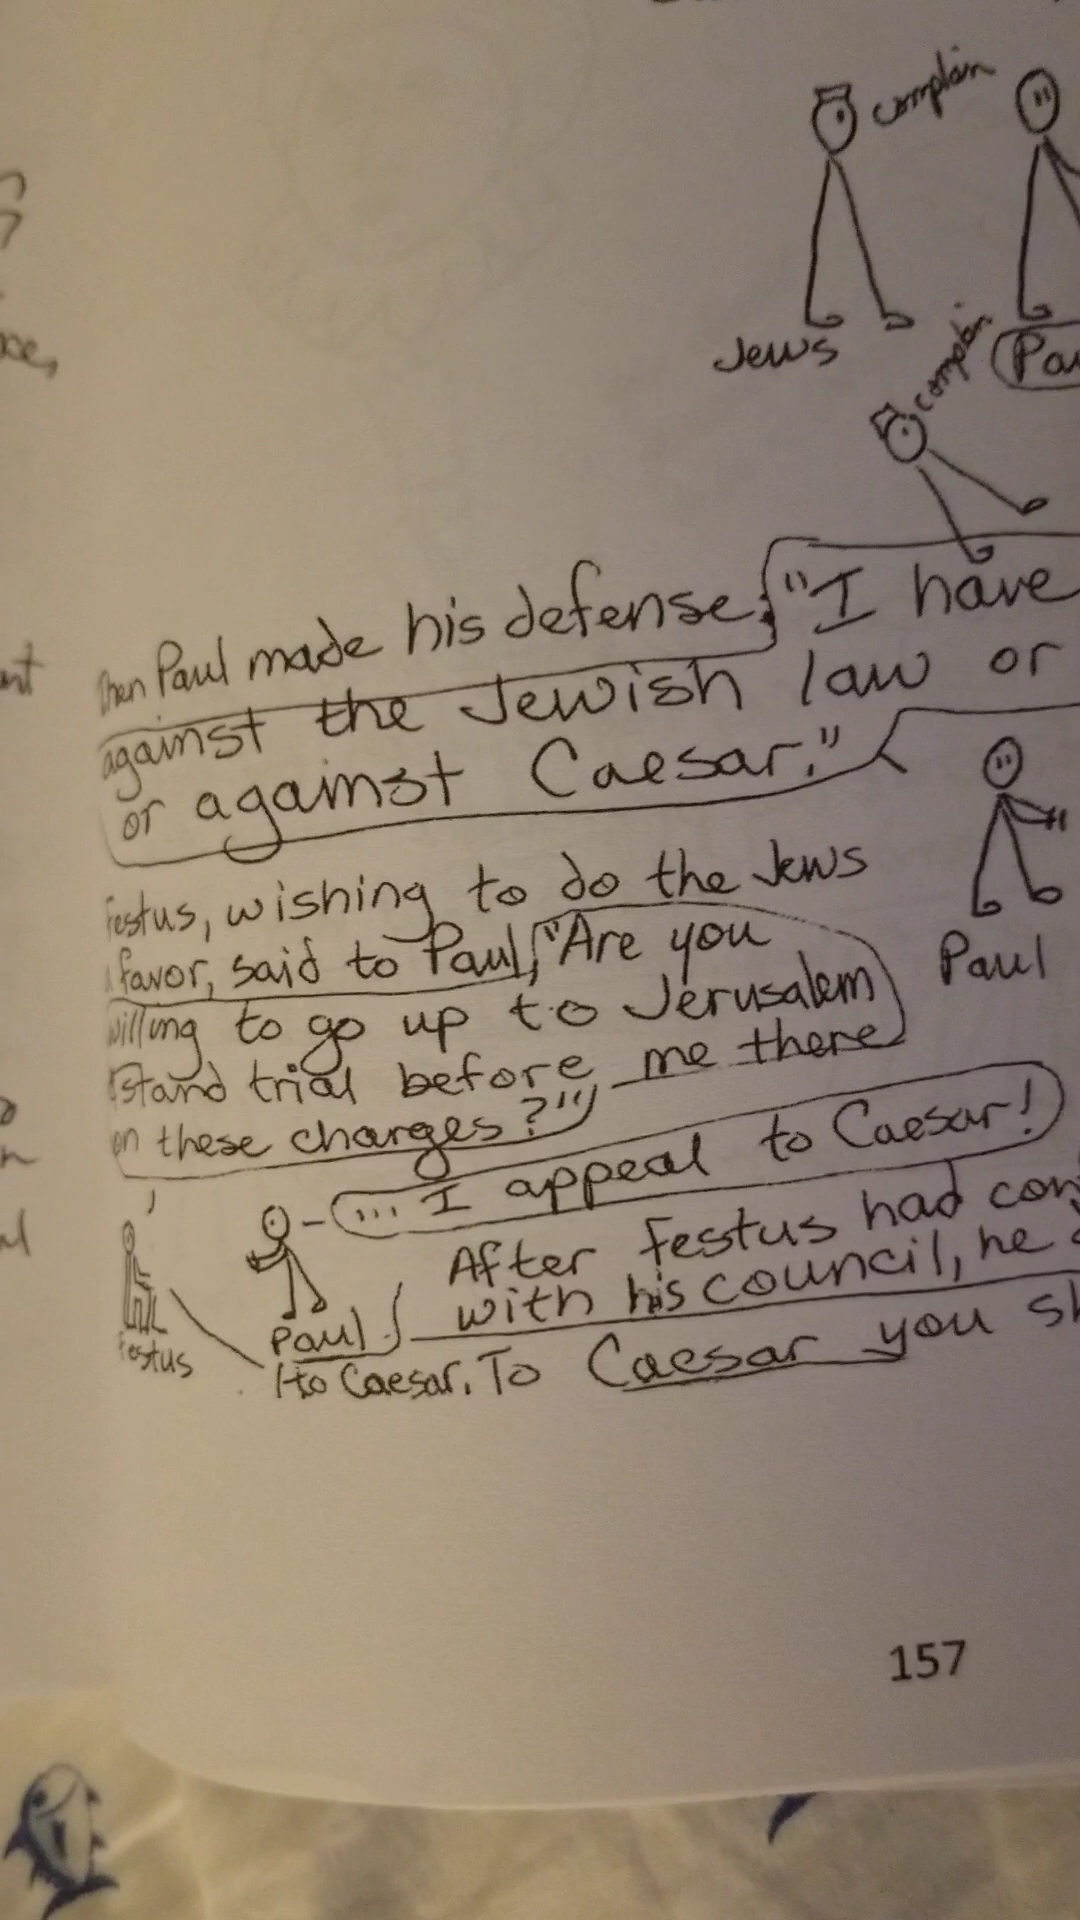 complain
Jews
complain
Then Paul made his defense: "I have
against the Jewish law or
or against Caesar."
Festus, wishing to do the Jews
favor, said to Paul, "Are you
willing to go up to Jerusalem
stand trial before me there
on these charges?"
Paul
... I appeal to Caesar!
After Festus had
with his council, he
Paul
Festus
to Caesar. To Caesar you
157